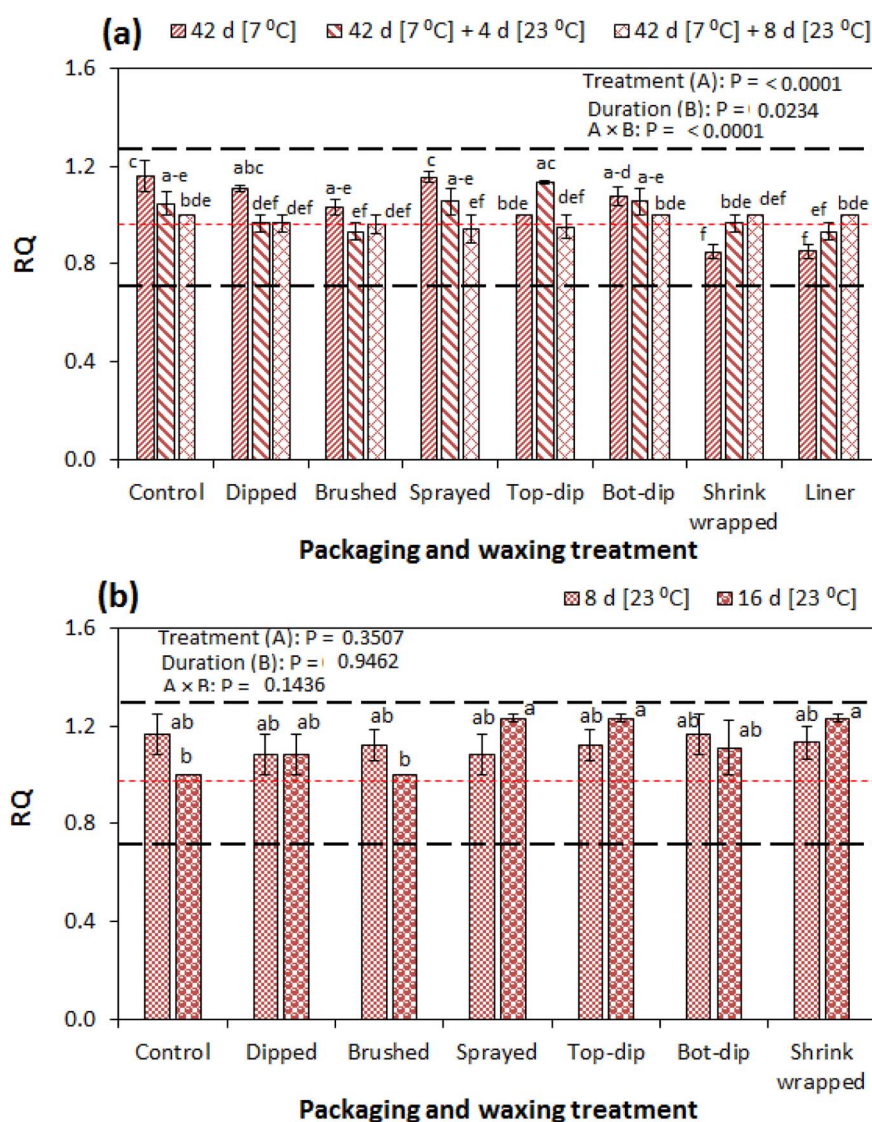 (a) 42 d [7 ⁰C] 42 d [7 ⁰C] + 4 d [23 ⁰C] 42 d [7 ⁰C] + 8 d [23 ⁰C]
1.6
Treatment (A): P = < 0.0001
Duration (B): P = 0.0234
A × B: P = < 0.0001
1.2
0.8
0.4
0.0
RQ
c a-e bde
abc def def
a-e ef def
c a-e ef
bde ac def
a-d a-e bde
f bde def
f ef bde
Control Dipped Brushed Sprayed Top-dip Bot-dip Shrink wrapped Liner
Packaging and waxing treatment
(b) 8 d [23 ⁰C] 16 d [23 ⁰C]
1.6
Treatment (A): P = 0.3507
Duration (B): P = 0.9462
A × B: P = 0.1436
1.2
0.8
0.4
0.0
RQ
ab b
ab ab
ab b
ab a
ab a
ab ab
ab a
Control Dipped Brushed Sprayed Top-dip Bot-dip Shrink wrapped
Packaging and waxing treatment